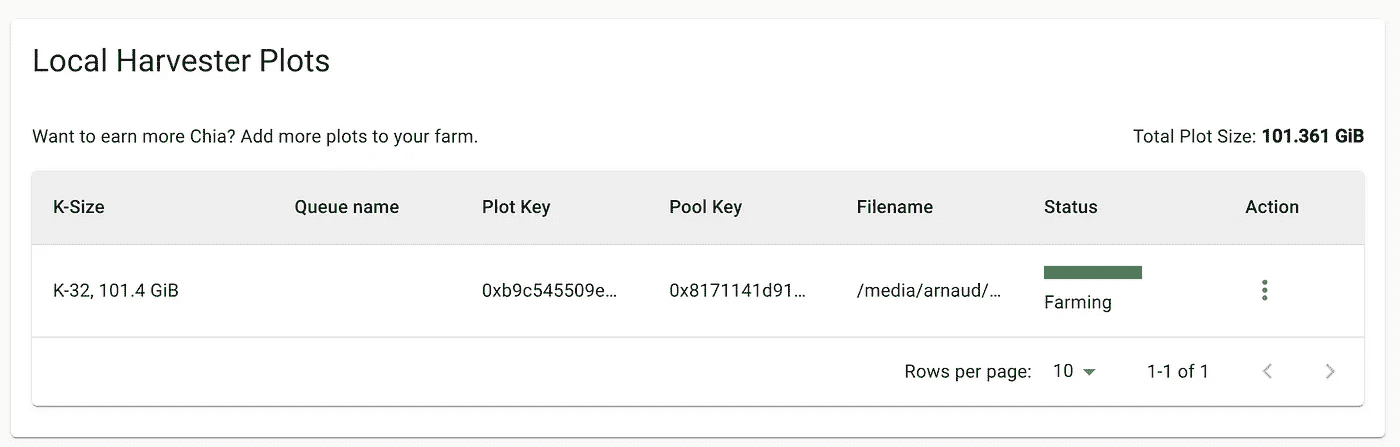 Local Harvester Plots
Want to earn more Chia? Add more plots to your farm. Total Plot Size: 101.361 GiB
K-Size Queue name Plot Key Pool Key Filename Status Action
K-32, 101.4 GiB 0xb9c545509e... 0x8171141d91... /media/arnaud/... Farming
Rows per page: 10 1-1 of 1